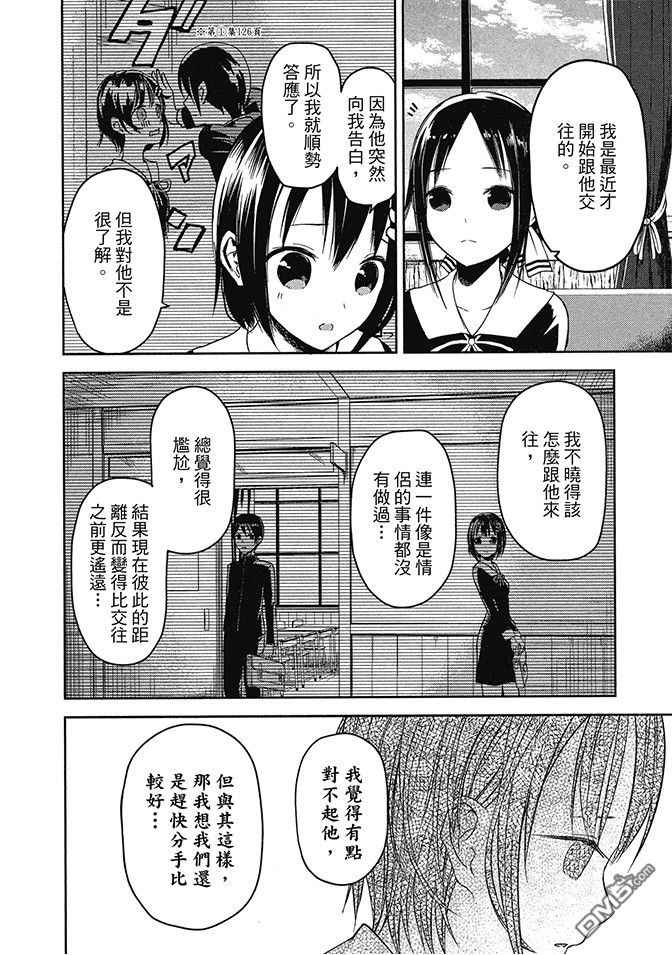 我是最近才
開始跟他交
往的。
因為他突然
向我告白，
所以我就順勢
答應了。
※第①集126頁
ダダ
但我對他不是
很了解。
我不曉得該
怎麼跟他來
往，
連一件像是情
侶的事情都沒
有做過…
總覺得很
尷尬，
結果現在彼此的距
離反而變得比交往
之前更遙遠…
我覺得有點
對不起他，
但與其這樣，
那我想我們還
是趕快分手比
較好…